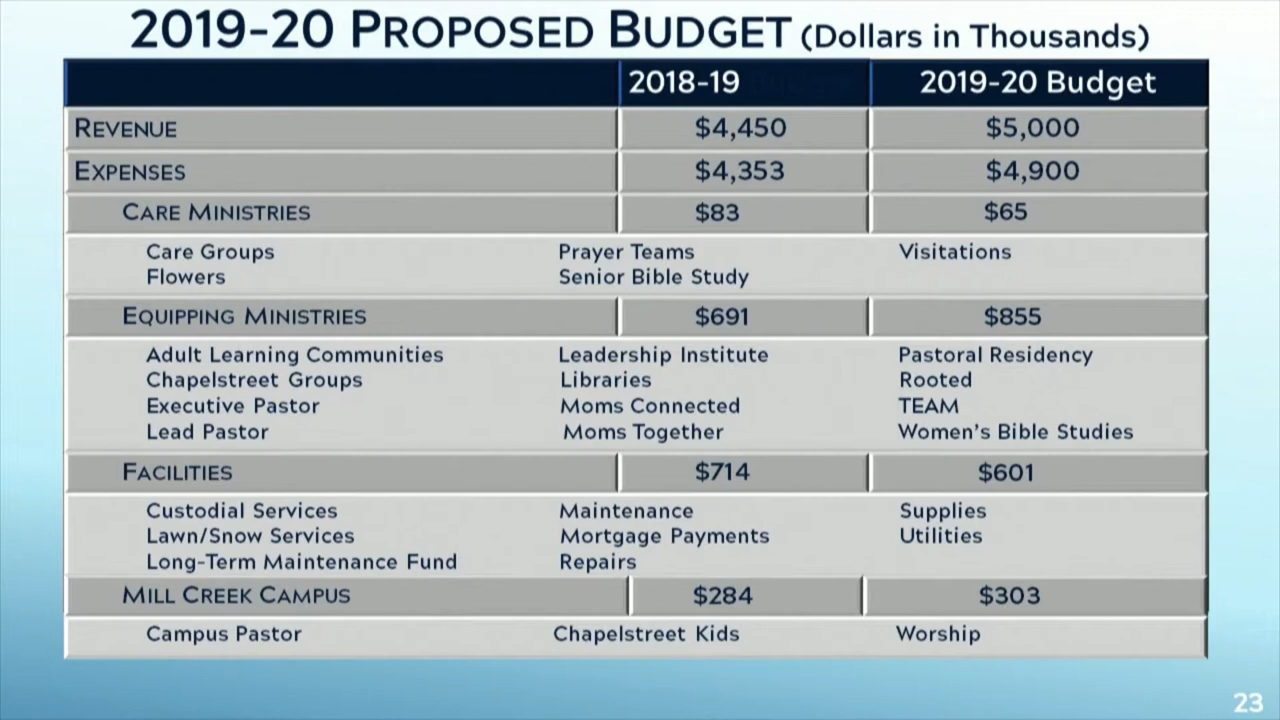 2019-20 PROPOSED BUDGET (Dollars in Thousands)
2018-19 2019-20 Budget
REVENUE $4,450 $5,000
EXPENSES $4,353 $4,900
CARE MINISTRIES $83 $65
Care Groups Prayer Teams Visitations
Flowers Senior Bible Study
EQUIPPING MINISTRIES $691 $855
Adult Learning Communities Leadership Institute Pastoral Residency
Chapelstreet Groups Libraries Rooted
Executive Pastor Moms Connected TEAM
Lead Pastor Moms Together Women's Bible Studies
FACILITIES $714 $601
Custodial Services Maintenance Supplies
Lawn/Snow Services Mortgage Payments Utilities
Long-Term Maintenance Fund Repairs
MILL CREEK CAMPUS $284 $303
Campus Pastor Chapelstreet Kids Worship
23